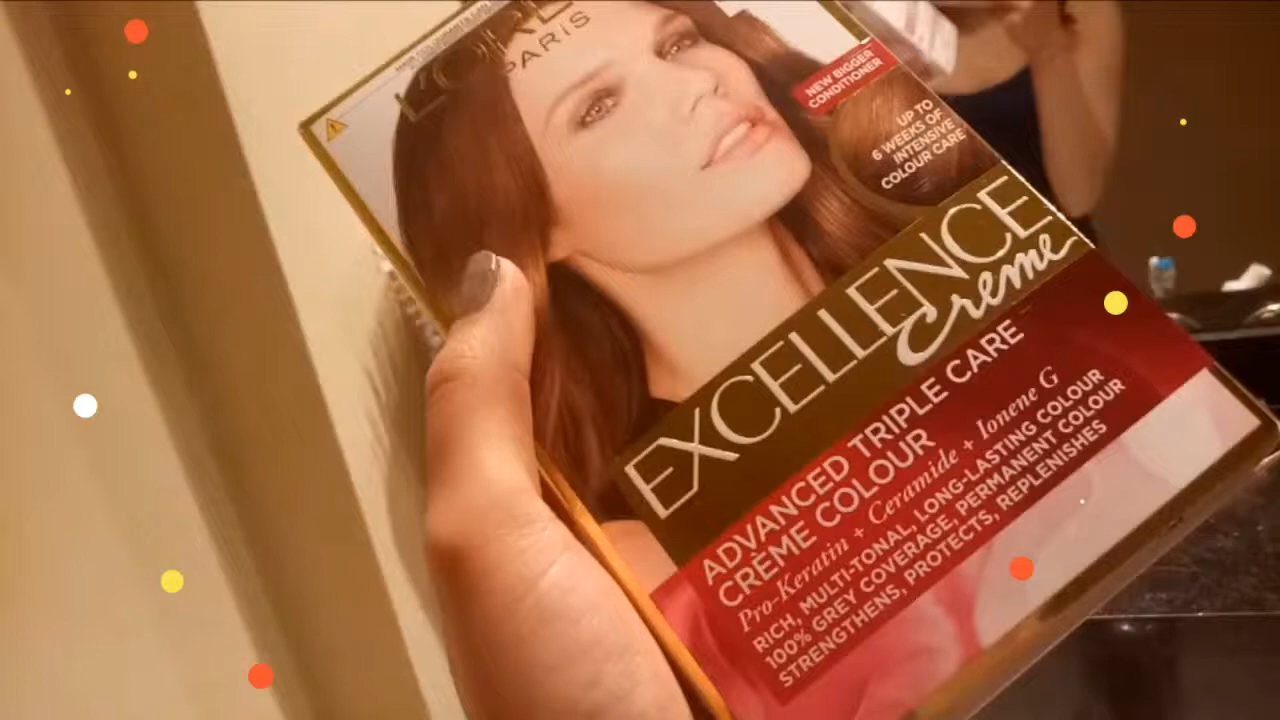 L'ORÉAL
PARIS
NEW BIGGER
CONDITIONER
UP TO
6 WEEKS OF
INTENSIVE
COLOUR CARE
EXCELLENCE
Creme
ADVANCED TRIPLE CARE
CRÈME COLOUR
Pro-Keratin + Ceramide + Ionene G
RICH, MULTI-TONAL, LONG-LASTING COLOUR
100% GREY COVERAGE, PERMANENT COLOUR
STRENGTHENS, PROTECTS, REPLENISHES